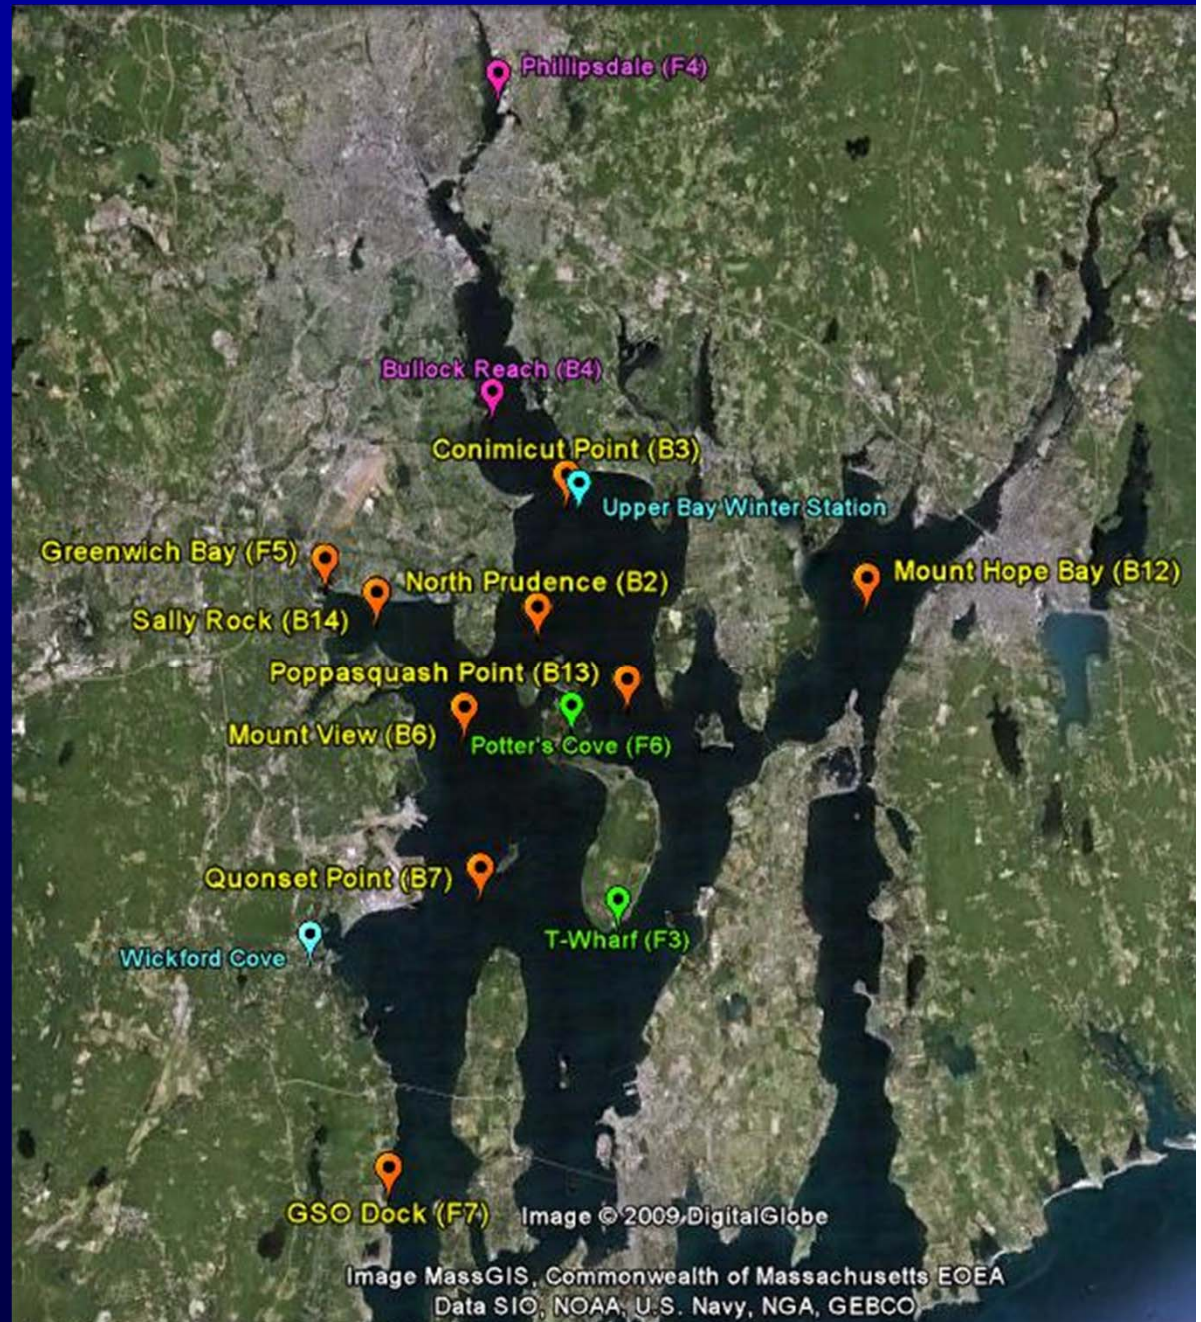 Phillipsdale (F4)
Bullock Reach (B4)
Conimicut Point (B3)
Upper Bay Winter Station
Greenwich Bay (F5)
North Prudence (B2)
Mount Hope Bay (B12)
Sally Rock (B14)
Poppasquash Point (B13)
Mount View (B6)
Potter's Cove (F6)
Quonset Point (B7)
T-Wharf (F3)
Wickford Cove
GSO Dock (F7)
Image © 2009 DigitalGlobe
Image MassGIS, Commonwealth of Massachusetts EOEA
Data SIO, NOAA, U.S. Navy, NGA, GEBCO